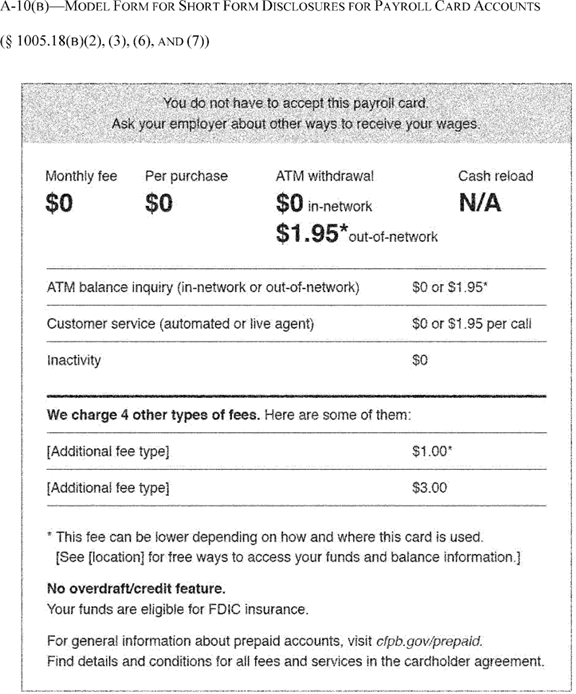 A-10(B)—MODEL FORM FOR SHORT FORM DISCLOSURES FOR PAYROLL CARD ACCOUNTS
(§ 1005.18(B)(2), (3), (6), AND (7))
You do not have to accept this payroll card.
Ask your employer about other ways to receive your wages.
Monthly fee Per purchase ATM withdrawal Cash reload
$0 $0 $0 in-network N/A
$1.95* out-of-network
ATM balance inquiry (in-network or out-of-network) $0 or $1.95*
Customer service (automated or live agent) $0 or $1.95 per call
Inactivity $0
We charge 4 other types of fees. Here are some of them:
[Additional fee type] $1.00*
[Additional fee type] $3.00
* This fee can be lower depending on how and where this card is used.
[See [location] for free ways to access your funds and balance information.]
No overdraft/credit feature.
Your funds are eligible for FDIC insurance.
For general information about prepaid accounts, visit cfpb.gov/prepaid.
Find details and conditions for all fees and services in the cardholder agreement.